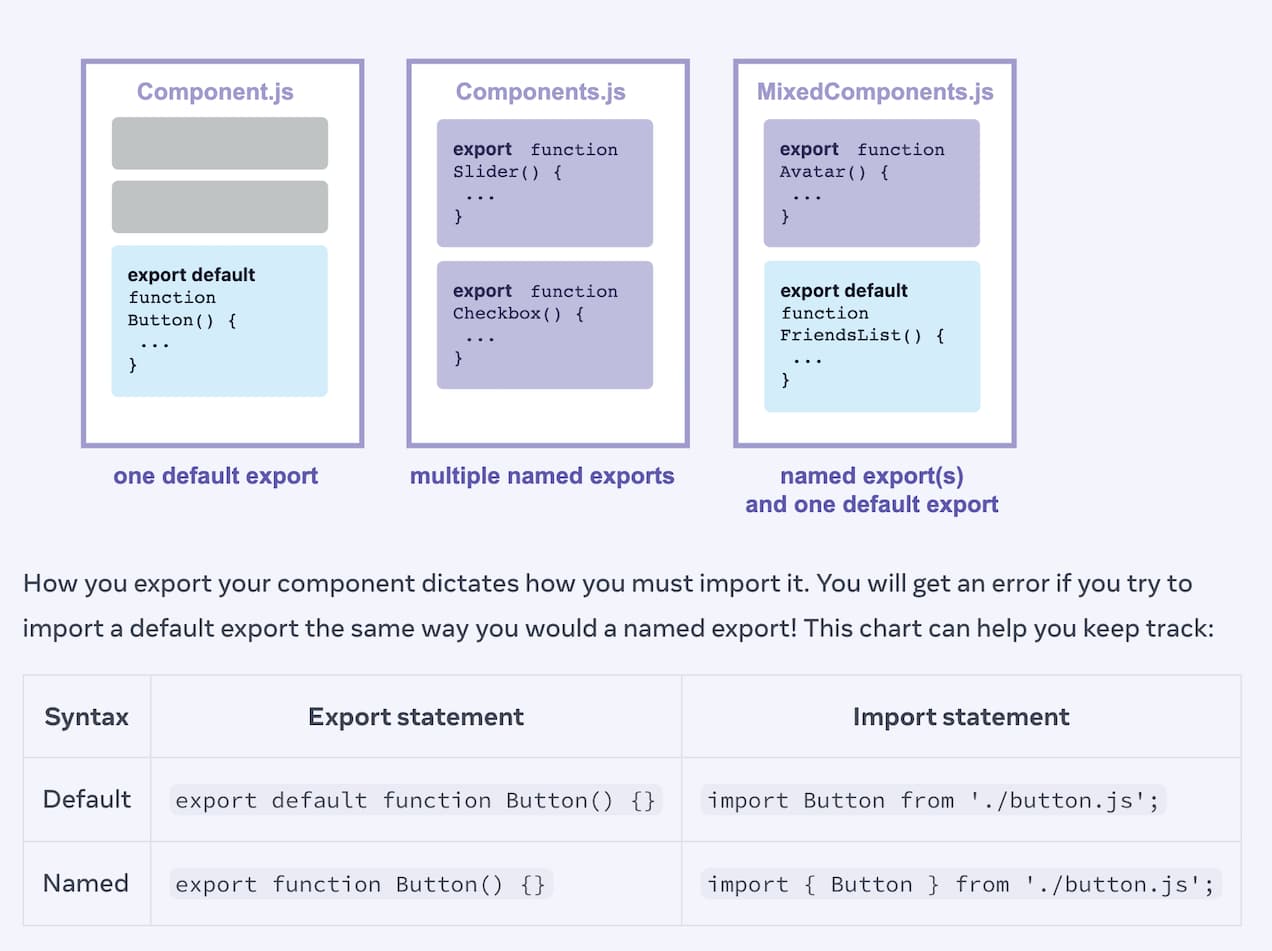 Component.js
export default
function
Button() {
...
}
one default export
Components.js
export function
Slider() {
...
}
export function
Checkbox() {
...
}
multiple named exports
MixedComponents.js
export function
Avatar() {
...
}
export default
function
FriendsList() {
...
}
named export(s)
and one default export
How you export your component dictates how you must import it. You will get an error if you try to
import a default export the same way you would a named export! This chart can help you keep track:
Syntax Export statement Import statement
Default export default function Button() {} import Button from './button.js';
Named export function Button() {} import { Button } from './button.js';